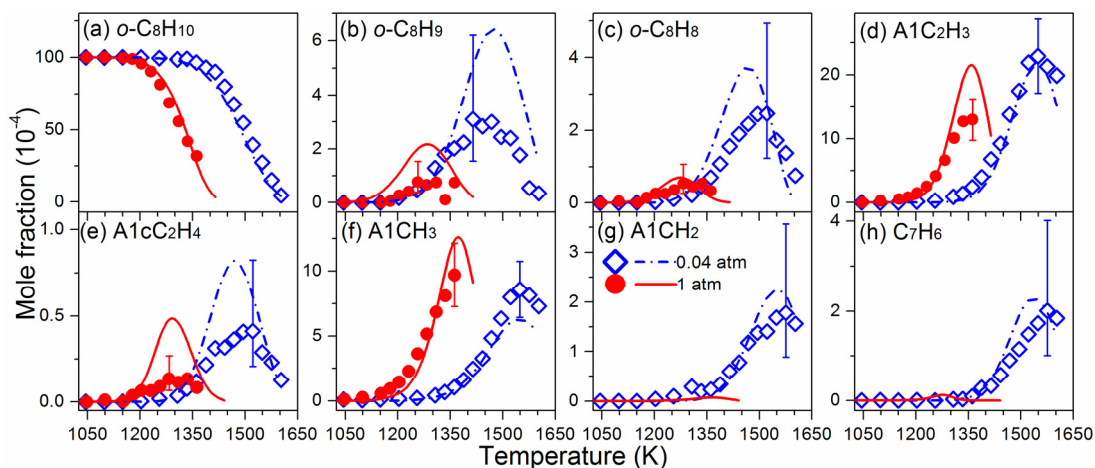 (a) o-C8H10
(b) o-C8H9
(c) o-C8H8
(d) A1C2H3
100
75
50
25
0
6
4
2
0
4
2
0
20
10
0
(e) A1cC2H4
(f) A1CH3
(g) A1CH2
(h) C7H6
1.0
0.5
0.0
10
5
0
3
2
1
0
6
4
2
0
0.04 atm
1 atm
1050 1200 1350 1500 1050 1200 1350 1500 1050 1200 1350 1500 1050 1200 1350 1500 1650
Mole fraction (10-4)
Temperature (K)